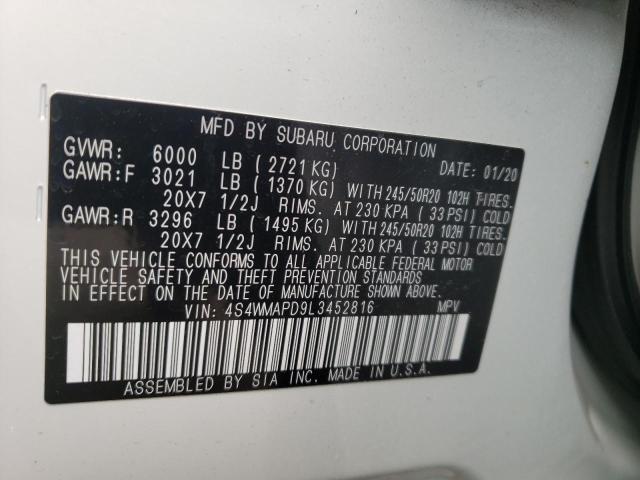 MFD BY SUBARU CORPORATION
GVWR: 6000 LB ( 2721 KG) DATE: 01/20
GAWR:F 3021 LB ( 1370 KG) WITH 245/50R20 102H TIRES.
20X7 1/2J RIMS. AT 230 KPA ( 33 PSI) COLD
GAWR:R 3296 LB ( 1495 KG) WITH 245/50R20 102H TIRES.
20X7 1/2J RIMS. AT 230 KPA ( 33 PSI) COLD
THIS VEHICLE CONFORMS TO ALL APPLICABLE FEDERAL MOTOR
VEHICLE SAFETY AND THEFT PREVENTION STANDARDS
IN EFFECT ON THE DATE OF MANUFACTURE SHOWN ABOVE.
VIN: 4S4WMAPD9L3452816 MPV
ASSEMBLED BY SIA INC. MADE IN U.S.A.